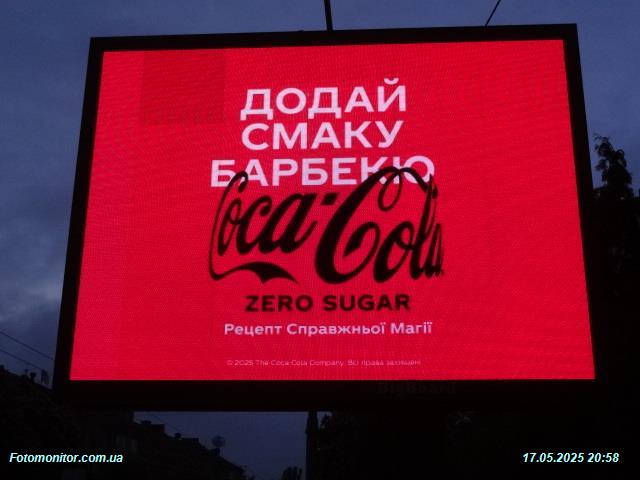 ДОДАЙ
СМАКУ
БАРБЕКЮ
Coca-Cola
ZERO SUGAR
Рецепт Справжньої Магії
© 2025 The Coca-Cola Company. Всі права захищені
Fotomonitor.com.ua
17.05.2025 20:58